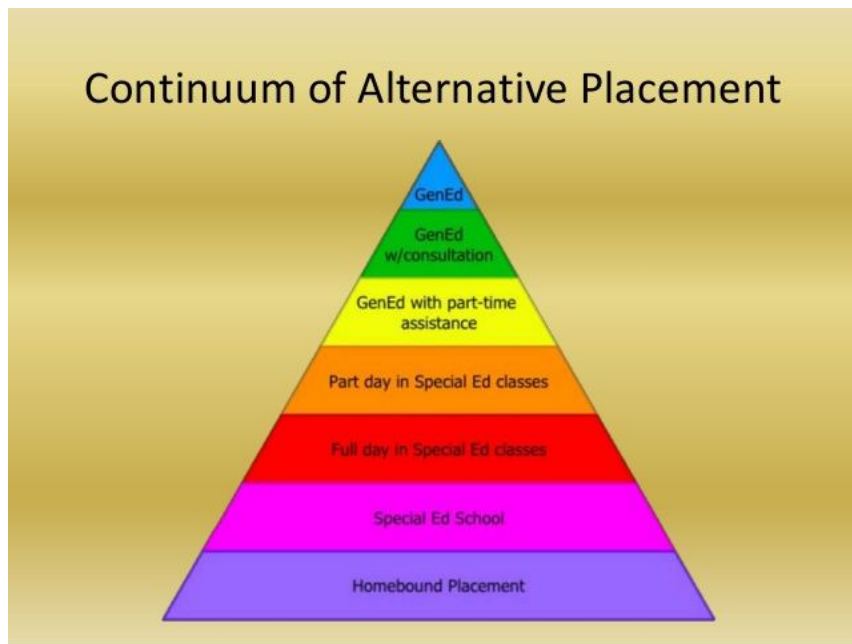 Continuum of Alternative Placement
GenEd
GenEd
w/consultation
GenEd with part-time
assistance
Part day in Special Ed classes
Full day in Special Ed classes
Special Ed School
Homebound Placement